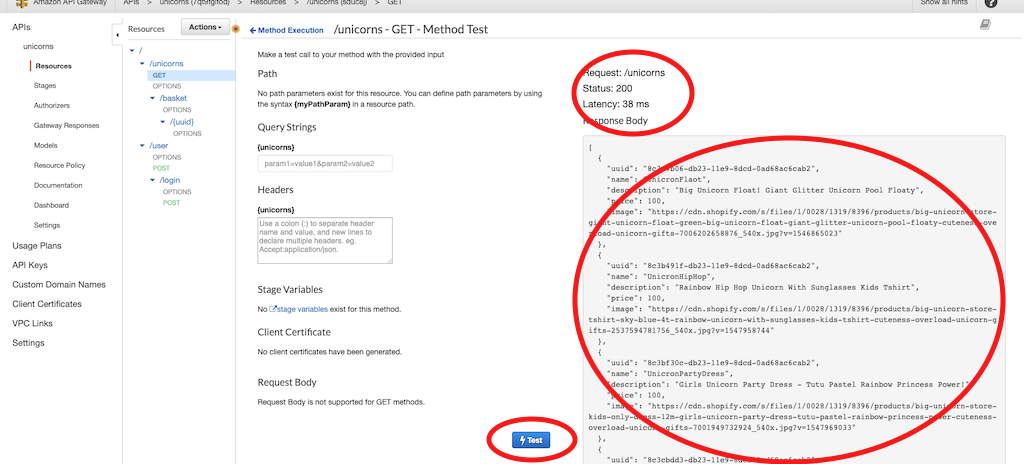 Amazon API Gateway
APIs > unicorns > Resources > /unicorns > GET
Show all hints
?
APIs
unicorns
Resources
Stages
Authorizers
Gateway Responses
Models
Resource Policy
Documentation
Dashboard
Settings
Usage Plans
API Keys
Custom Domain Names
Client Certificates
VPC Links
Settings
Resources
Actions
/
/unicorns
GET
OPTIONS
/basket
OPTIONS
/{uuid}
OPTIONS
/user
OPTIONS
POST
/login
OPTIONS
POST
Method Execution /unicorns - GET - Method Test
Make a test call to your method with the provided input
Path
No path parameters exist for this resource. You can define path parameters by using
the syntax {myPathParam} in a resource path.
Query Strings
{unicorns}
param1=value1&param2=value2
Headers
{unicorns}
Use a colon (:) to separate header
name and value, and new lines to
declare multiple headers. eg.
Accept:application/json.
Stage Variables
No stage variables exist for this method.
Client Certificate
No client certificates have been generated.
Request Body
Request Body is not supported for GET methods.
Test
Request: /unicorns
Status: 200
Latency: 38 ms
Response Body
[
{
"uuid":
"name": "UnicronFlaot",
"description": "Big Unicorn Float! Giant Glitter Unicorn Pool Floaty",
"price": 100,
"image": "https://cdn.shopify.com/s/files/1/0028/1319/8396/products/big-unicorn-store-
giant-unicorn-float-green-big-unicorn-float-giant-glitter-unicorn-pool-floaty-cuteness-ove
rload-unicorn-gifts-7006202658876_540x.jpg?v=1546865023"
},
{
"uuid": "8c3b491f-db23-11e9-8dcd-0ad68ac6cab2",
"name": "UnicronHipHop",
"description": "Rainbow Hip Hop Unicorn With Sunglasses Kids Tshirt",
"price": 100,
"image": "https://cdn.shopify.com/s/files/1/0028/1319/8396/products/big-unicorn-store-
tshirt-sky-blue-4t-rainbow-unicorn-with-sunglasses-kids-tshirt-cuteness-overload-unicorn-g
ifts-2537594781756_540x.jpg?v=1547958744"
},
{
"uuid": "8c3bf30c-db23-11e9-8dcd-0ad68ac6cab2",
"name": "UnicronPartyDress",
"description": "Girls Unicorn Party Dress - Tutu Pastel Rainbow Princess Power!",
"price": 100,
"image": "https://cdn.shopify.com/s/files/1/0028/1319/8396/products/big-unicorn-store-
kids-only-dress-12m-girls-unicorn-party-dress-tutu-pastel-rainbow-princess-power-cuteness-
overload-unicorn-gifts-7001949732924_540x.jpg?v=1547969033"
},
{
"uuid": "8c3cbdd3-db23-11e9-8dcd-0ad68ac6cab2",